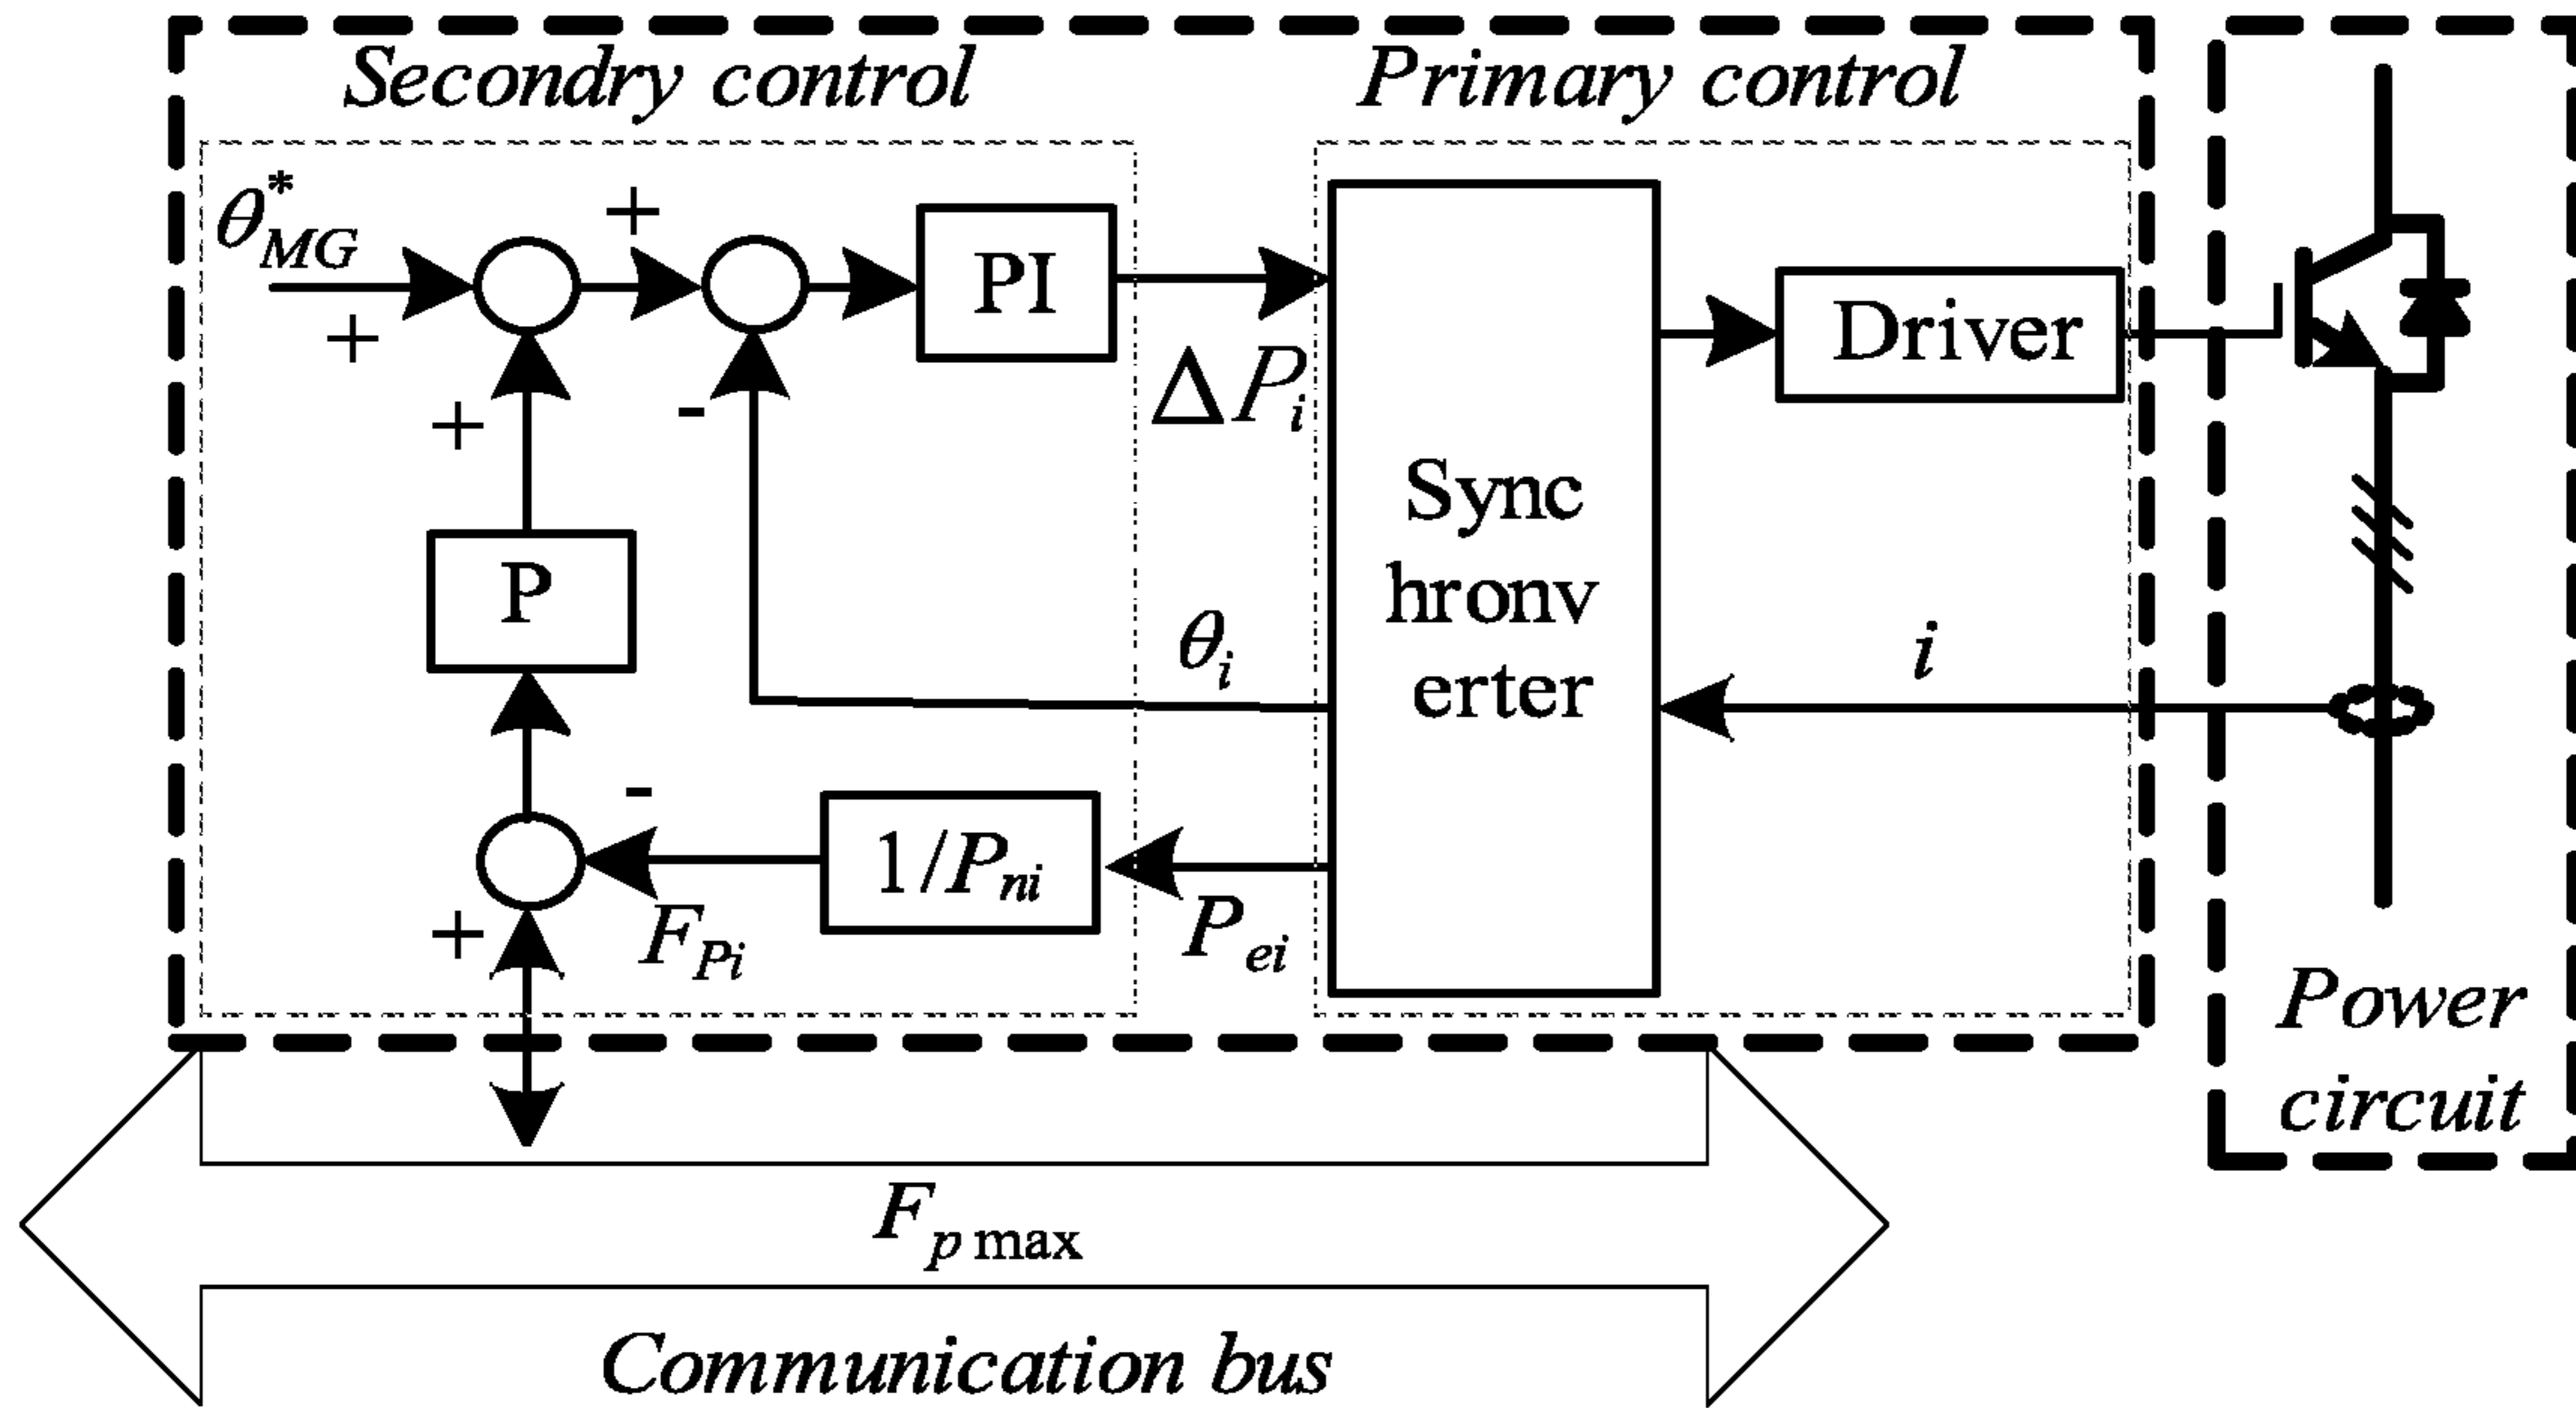 Secondry control
Primary control
θ*MG
+
+
+
+
-
PI
ΔPi
P
Sync
hronv
erter
Driver
θi
i
-
+
FPi
1/Pni
Pei
Power
circuit
Fp max
Communication bus